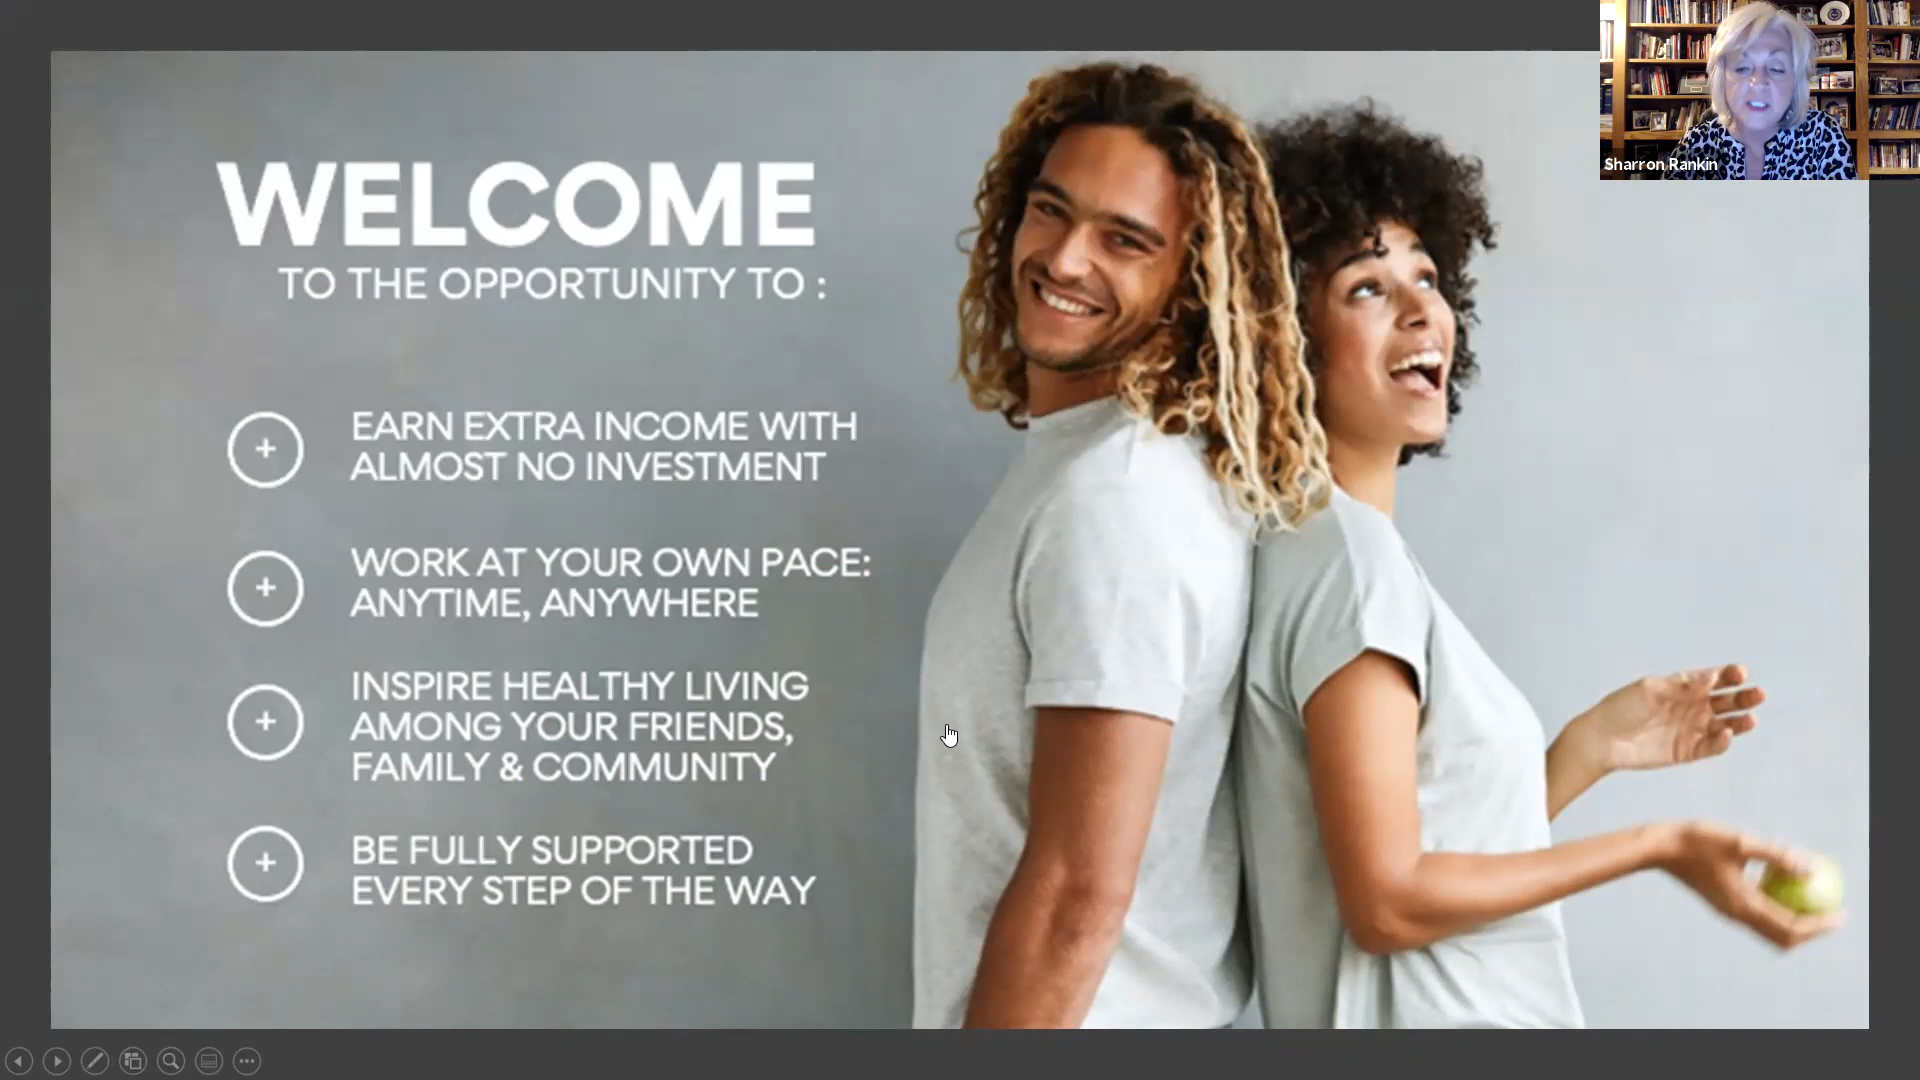 WELCOME
TO THE OPPORTUNITY TO :
EARN EXTRA INCOME WITH
ALMOST NO INVESTMENT
WORK AT YOUR OWN PACE:
ANYTIME, ANYWHERE
INSPIRE HEALTHY LIVING
AMONG YOUR FRIENDS,
FAMILY & COMMUNITY
BE FULLY SUPPORTED
EVERY STEP OF THE WAY
Sharron Rankin